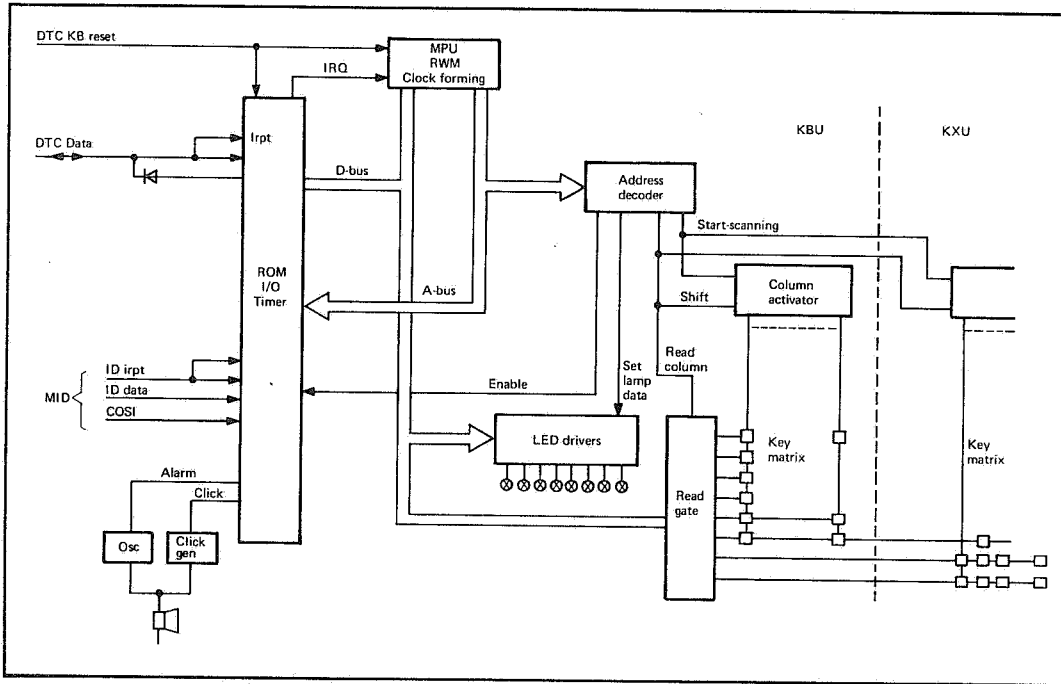 DTC KB reset
MPU
RWM
Clock forming
IRQ
KBU
KXU
Irpt
DTC Data
D-bus
Address
decoder
Start-scanning
ROM
I/O
Timer
A-bus
Column
activator
Shift
Read
column
Set
lamp
data
ID irpt
MID
ID data
Enable
COSI
LED drivers
Key
matrix
Key
matrix
Alarm
Click
Read
gate
Osc
Click
gen